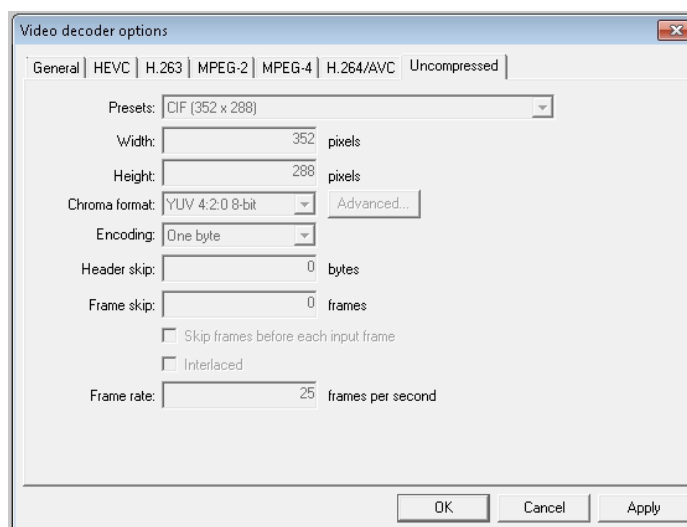 Video decoder options
General HEVC H.263 MPEG-2 MPEG-4 H.264/AVC Uncompressed
Presets: CIF (352 x 288)
Width: 352 pixels
Height: 288 pixels
Chroma format: YUV 4:2:0 8-bit Advanced...
Encoding: One byte
Header skip: 0 bytes
Frame skip: 0 frames
Skip frames before each input frame
Interlaced
Frame rate: 25 frames per second
OK Cancel Apply